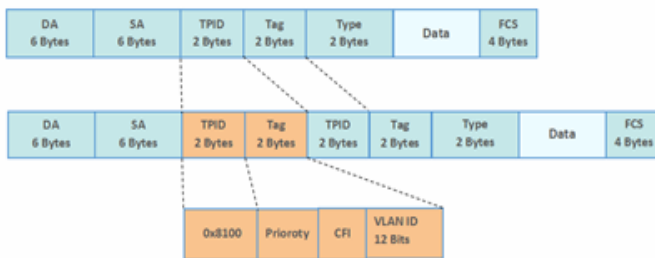 DA SA TPID Tag Type Data FCS
6 Bytes 6 Bytes 2 Bytes 2 Bytes 2 Bytes 4 Bytes
DA SA TPID Tag TPID Tag Type Data FCS
6 Bytes 6 Bytes 2 Bytes 2 Bytes 2 Bytes 2 Bytes 2 Bytes 4 Bytes
0x8100 Prioroty CFI VLAN ID
12 Bits